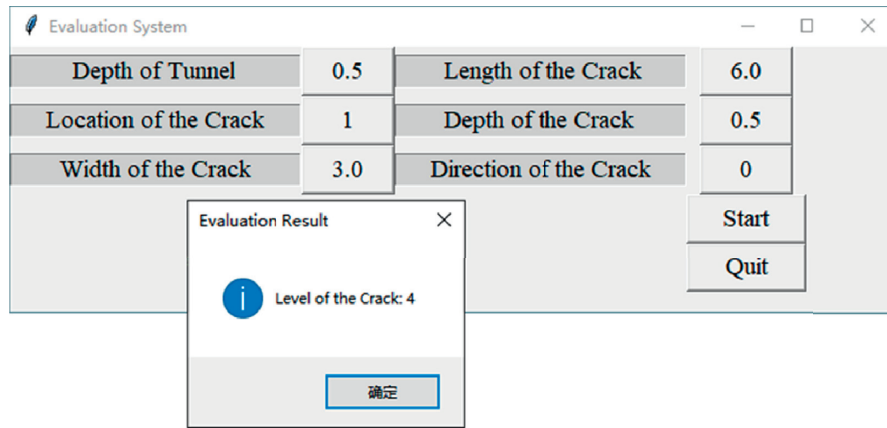 Evaluation System
Depth of Tunnel 0.5 Length of the Crack 6.0
Location of the Crack 1 Depth of the Crack 0.5
Width of the Crack 3.0 Direction of the Crack 0
Start
Quit
Evaluation Result
Level of the Crack: 4
确定